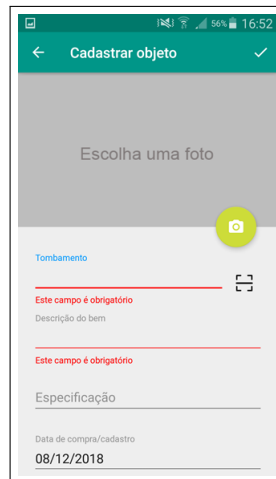 56% 16:52
Cadastrar objeto
Escolha uma foto
Tombamento
Este campo é obrigatório
Descrição do bem
Este campo é obrigatório
Especificação
Data de compra/cadastro
08/12/2018